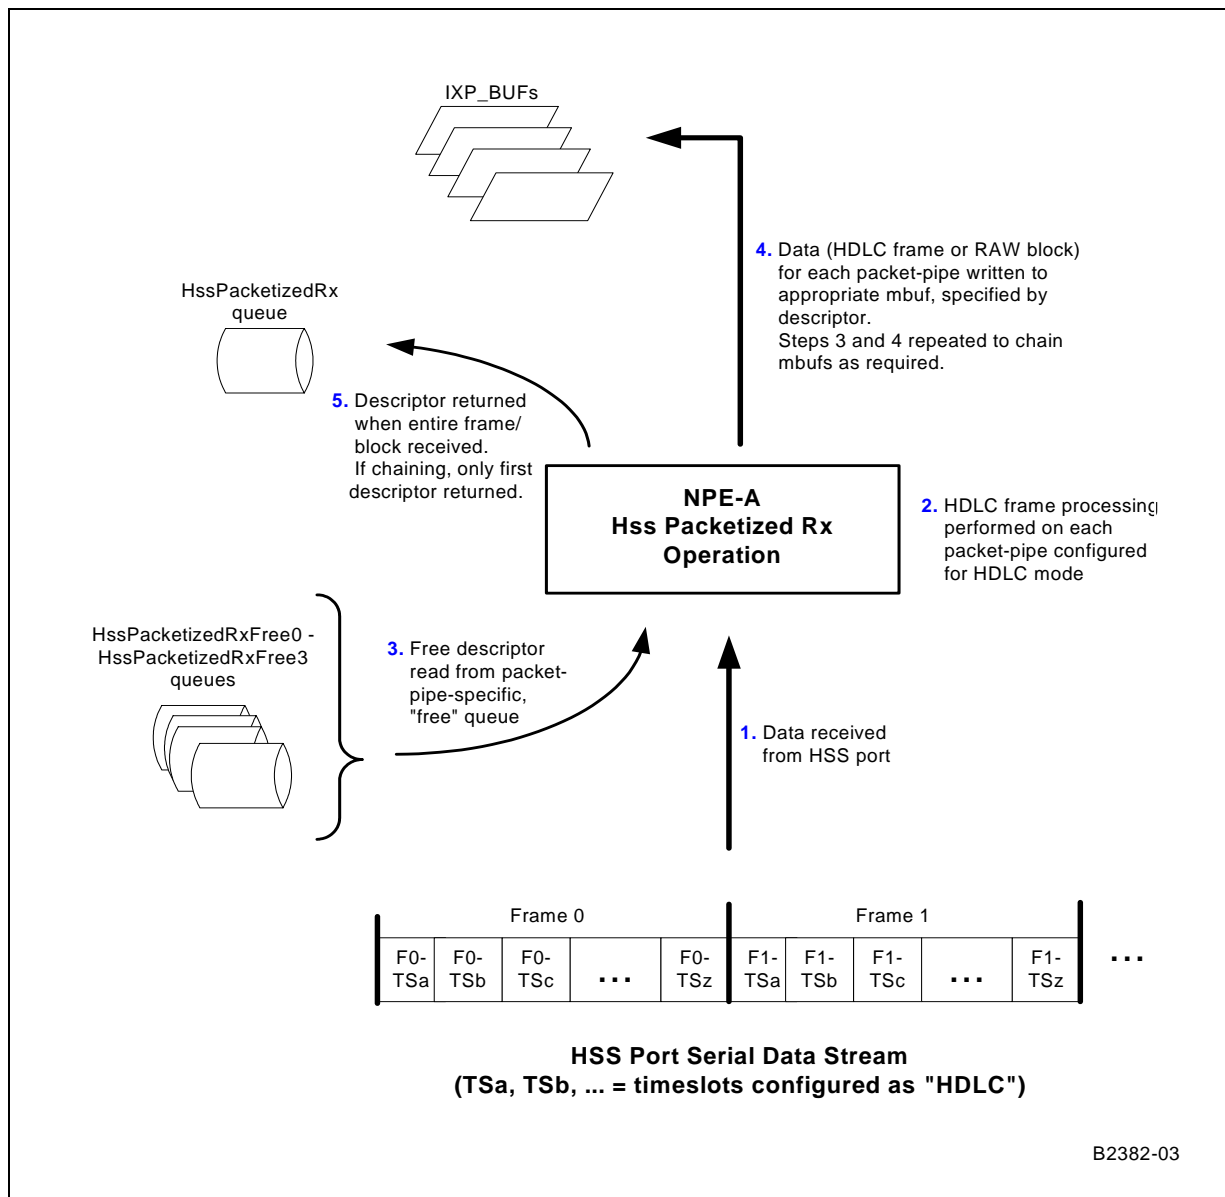 IXP_BUFs
4. Data (HDLC frame or RAW block)
for each packet-pipe written to
appropriate mbuf, specified by
descriptor.
Steps 3 and 4 repeated to chain
mbufs as required.
HssPacketizedRx
queue
5. Descriptor returned
when entire frame/
block received.
If chaining, only first
descriptor returned.
NPE-A
Hss Packetized Rx
Operation
2. HDLC frame processing
performed on each
packet-pipe configured
for HDLC mode
HssPacketizedRxFree0 -
HssPacketizedRxFree3
queues
3. Free descriptor
read from packet-
pipe-specific,
"free" queue
1. Data received
from HSS port
Frame 0
Frame 1
F0-
TSa
F0-
TSb
F0-
TSc
...
F0-
TSz
F1-
TSa
F1-
TSb
F1-
TSc
...
F1-
TSz
...
HSS Port Serial Data Stream
(TSa, TSb, ... = timeslots configured as "HDLC")
B2382-03